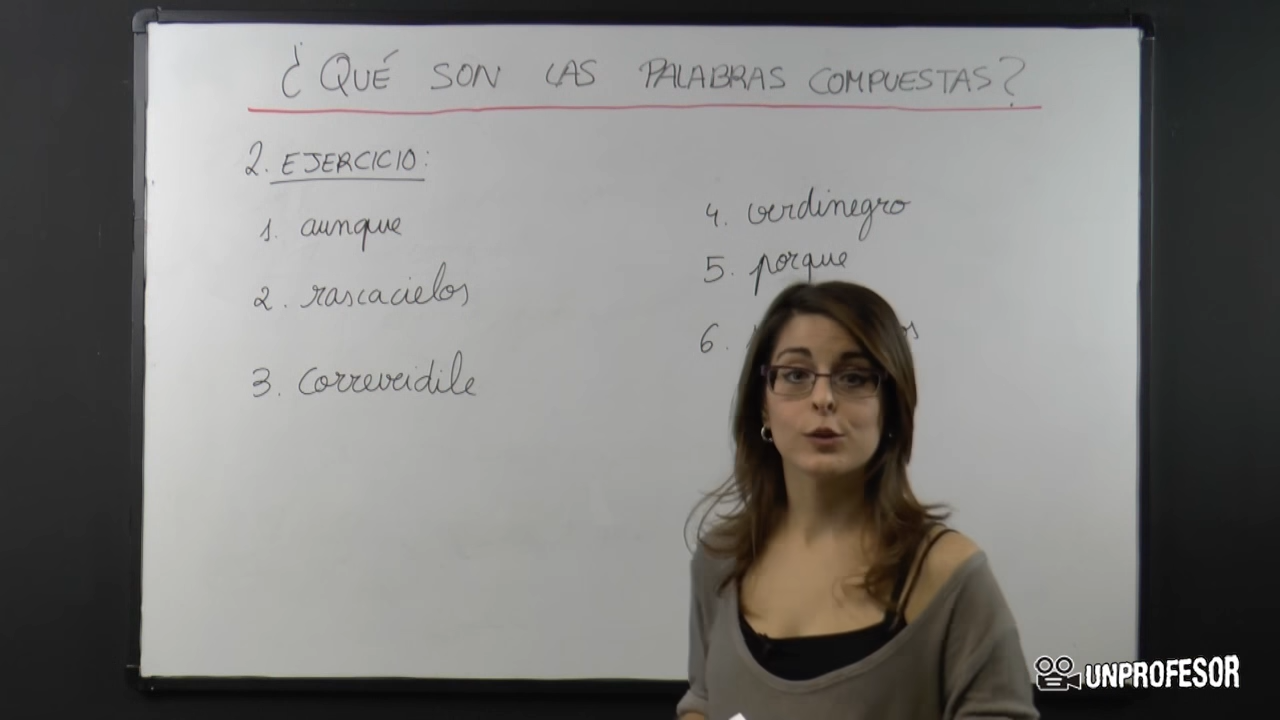 ¿QUÉ SON LAS PALABRAS COMPUESTAS?
2. EJERCICIO:
1. aunque
2. rascacielos
3. correveidile
4. verdinegro
5. porque
6.
UNPROFESOR